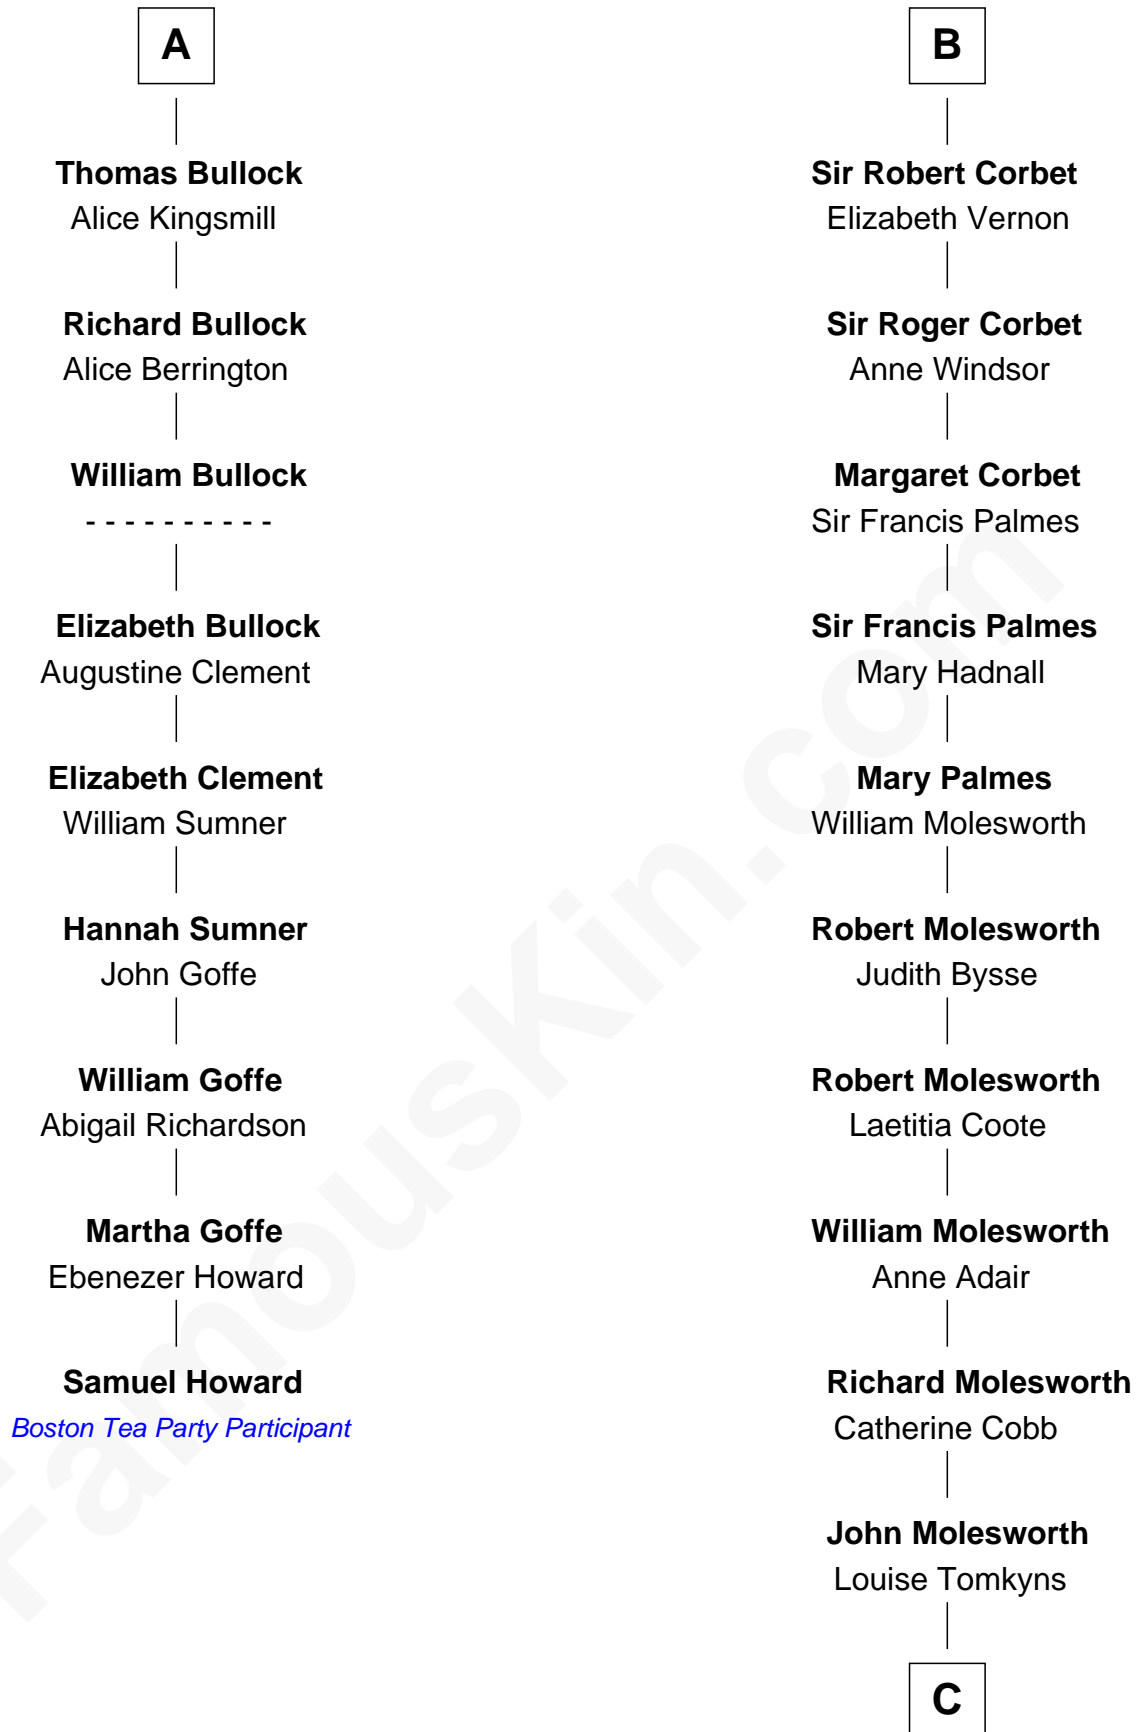 A
Thomas Bullock
Alice Kingsmill
Richard Bullock
Alice Berrington
William Bullock
- - - - - - - - - -
Elizabeth Bullock
Augustine Clement
Elizabeth Clement
William Sumner
Hannah Sumner
John Goffe
William Goffe
Abigail Richardson
Martha Goffe
Ebenezer Howard
Samuel Howard
Boston Tea Party Participant
B
Sir Robert Corbet
Elizabeth Vernon
Sir Roger Corbet
Anne Windsor
Margaret Corbet
Sir Francis Palmes
Sir Francis Palmes
Mary Hadnall
Mary Palmes
William Molesworth
Robert Molesworth
Judith Bysse
Robert Molesworth
Laetitia Coote
William Molesworth
Anne Adair
Richard Molesworth
Catherine Cobb
John Molesworth
Louise Tomkyns
C
FamousKin.com